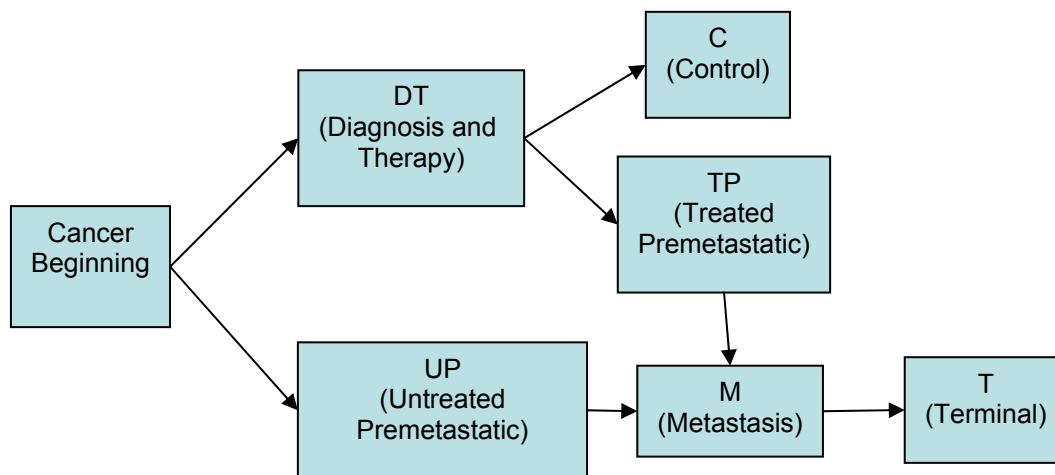 C
(Control)
DT
(Diagnosis and
Therapy)
TP
(Treated
Premetastatic)
Cancer
Beginning
UP
(Untreated
Premetastatic)
M
(Metastasis)
T
(Terminal)